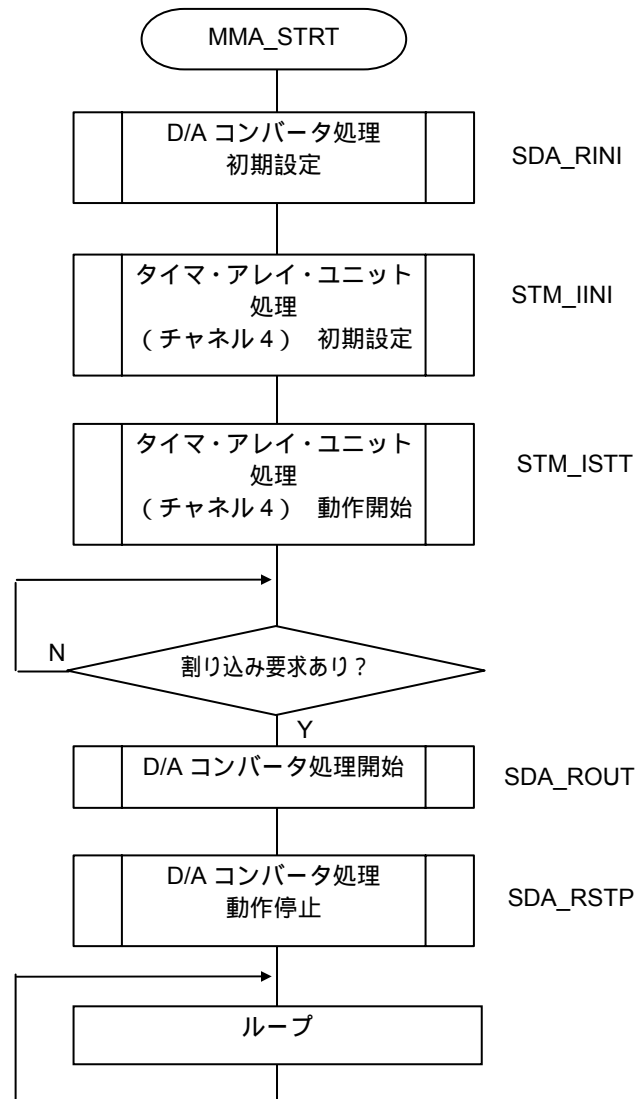 MMA_STRT
D/A コンバータ処理
初期設定
SDA_RINI
タイマ・アレイ・ユニット
処理
(チャネル4) 初期設定
STM_IINI
タイマ・アレイ・ユニット
処理
(チャネル4) 動作開始
STM_ISTT
N
割り込み要求あり?
Y
D/A コンバータ処理開始
SDA_ROUT
D/A コンバータ処理
動作停止
SDA_RSTP
ループ